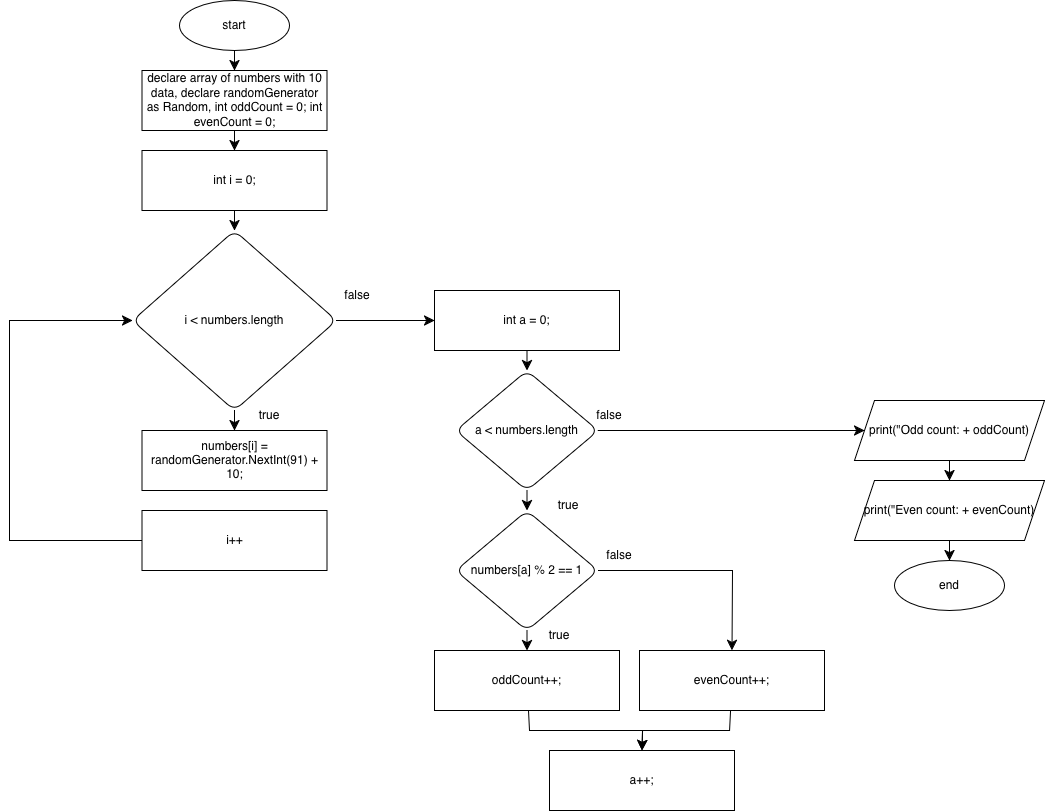 start
declare array of numbers with 10
data, declare randomGenerator
as Random, int oddCount = 0; int
evenCount = 0;
int i = 0;
i < numbers.length
false
true
numbers[i] =
randomGenerator.NextInt(91) +
10;
i++
int a = 0;
a < numbers.length
false
true
numbers[a] % 2 == 1
false
true
oddCount++;
evenCount++;
a++;
print("Odd count: + oddCount)
print("Even count: + evenCount)
end